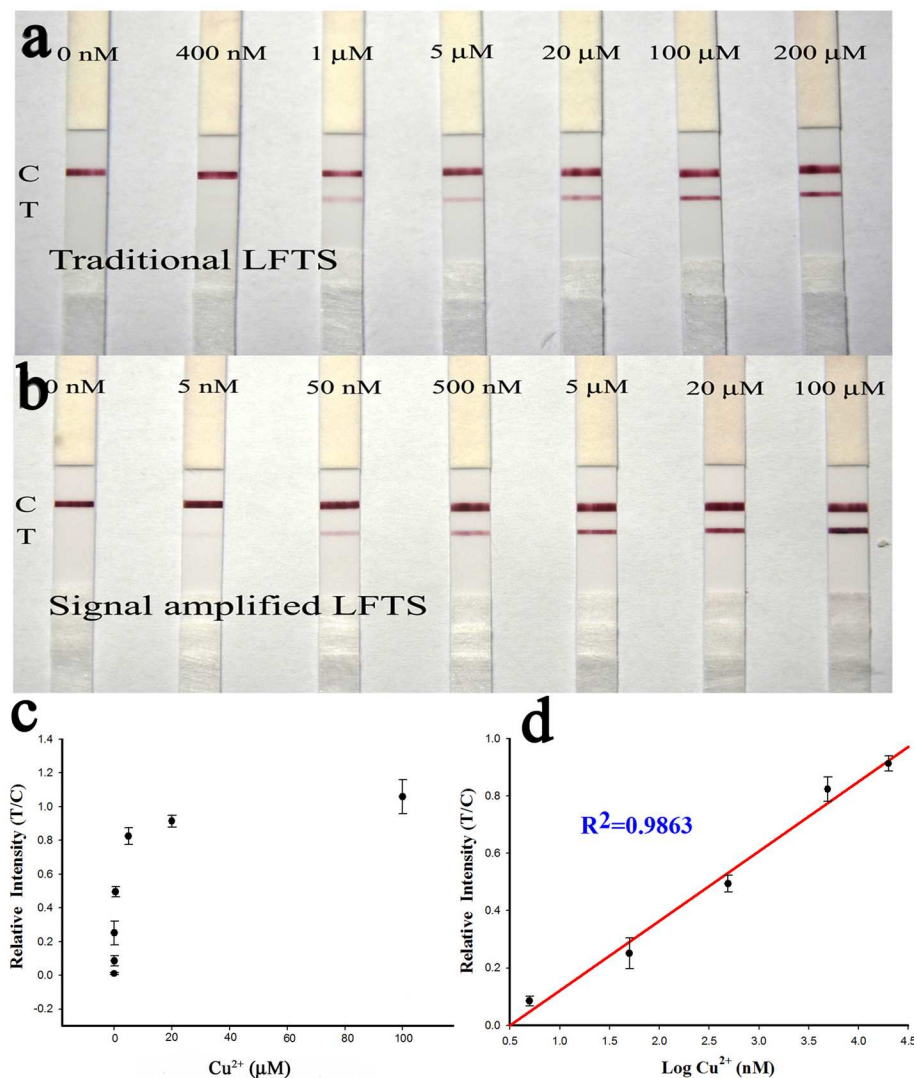 a
0 nM 400 nM 1 μM 5 μM 20 μM 100 μM 200 μM
C
T
Traditional LFTS
b
0 nM 5 nM 50 nM 500 nM 5 μM 20 μM 100 μM
C
T
Signal amplified LFTS
c
1.4
1.2
1.0
0.8
0.6
0.4
0.2
0.0
-0.2
Relative Intensity (T/C)
0 20 40 60 80 100
Cu²⁺ (μM)
d
1.0
0.8
0.6
0.4
0.2
0.0
Relative Intensity (T/C)
R²=0.9863
0.5 1.0 1.5 2.0 2.5 3.0 3.5 4.0 4.5
Log Cu²⁺ (nM)